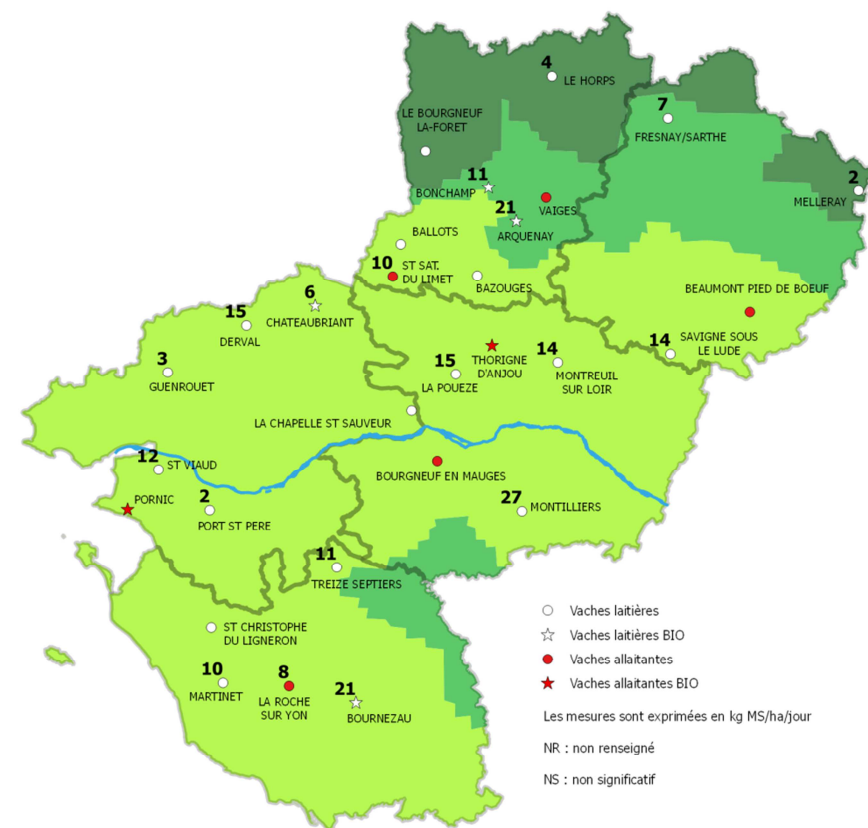 4
LE HORPS
LE BOURGNEUF
LA-FORET
7
FRESNAY/SARTHE
11
BONCHAMP
2
MELLERAY
VAIGES
21
ARQUENAY
BALLOTS
10
ST SAT.
DU LIMET
BAZOUGES
BEAUMONT PIED DE BOEUF
6
CHATEAUBRIANT
15
DERVAL
14
SAVIGNE SOUS
LE LUDE
3
GUENROUET
15
LA POUEZE
THORIGNE
D'ANJOU
14
MONTREUIL
SUR LOIR
LA CHAPELLE ST SAUVEUR
12
ST VIAUD
BOURGNEUF EN MAUGES
PORNIC
2
PORT ST PERE
27
MONTILLIERS
11
TREIZE SEPTIERS
ST CHRISTOPHE
DU LIGNERON
10
MARTINET
8
LA ROCHE
SUR YON
21
BOURNEZAU
Vaches laitières
Vaches laitières BIO
Vaches allaitantes
Vaches allaitantes BIO
Les mesures sont exprimées en kg MS/ha/jour
NR : non renseigné
NS : non significatif